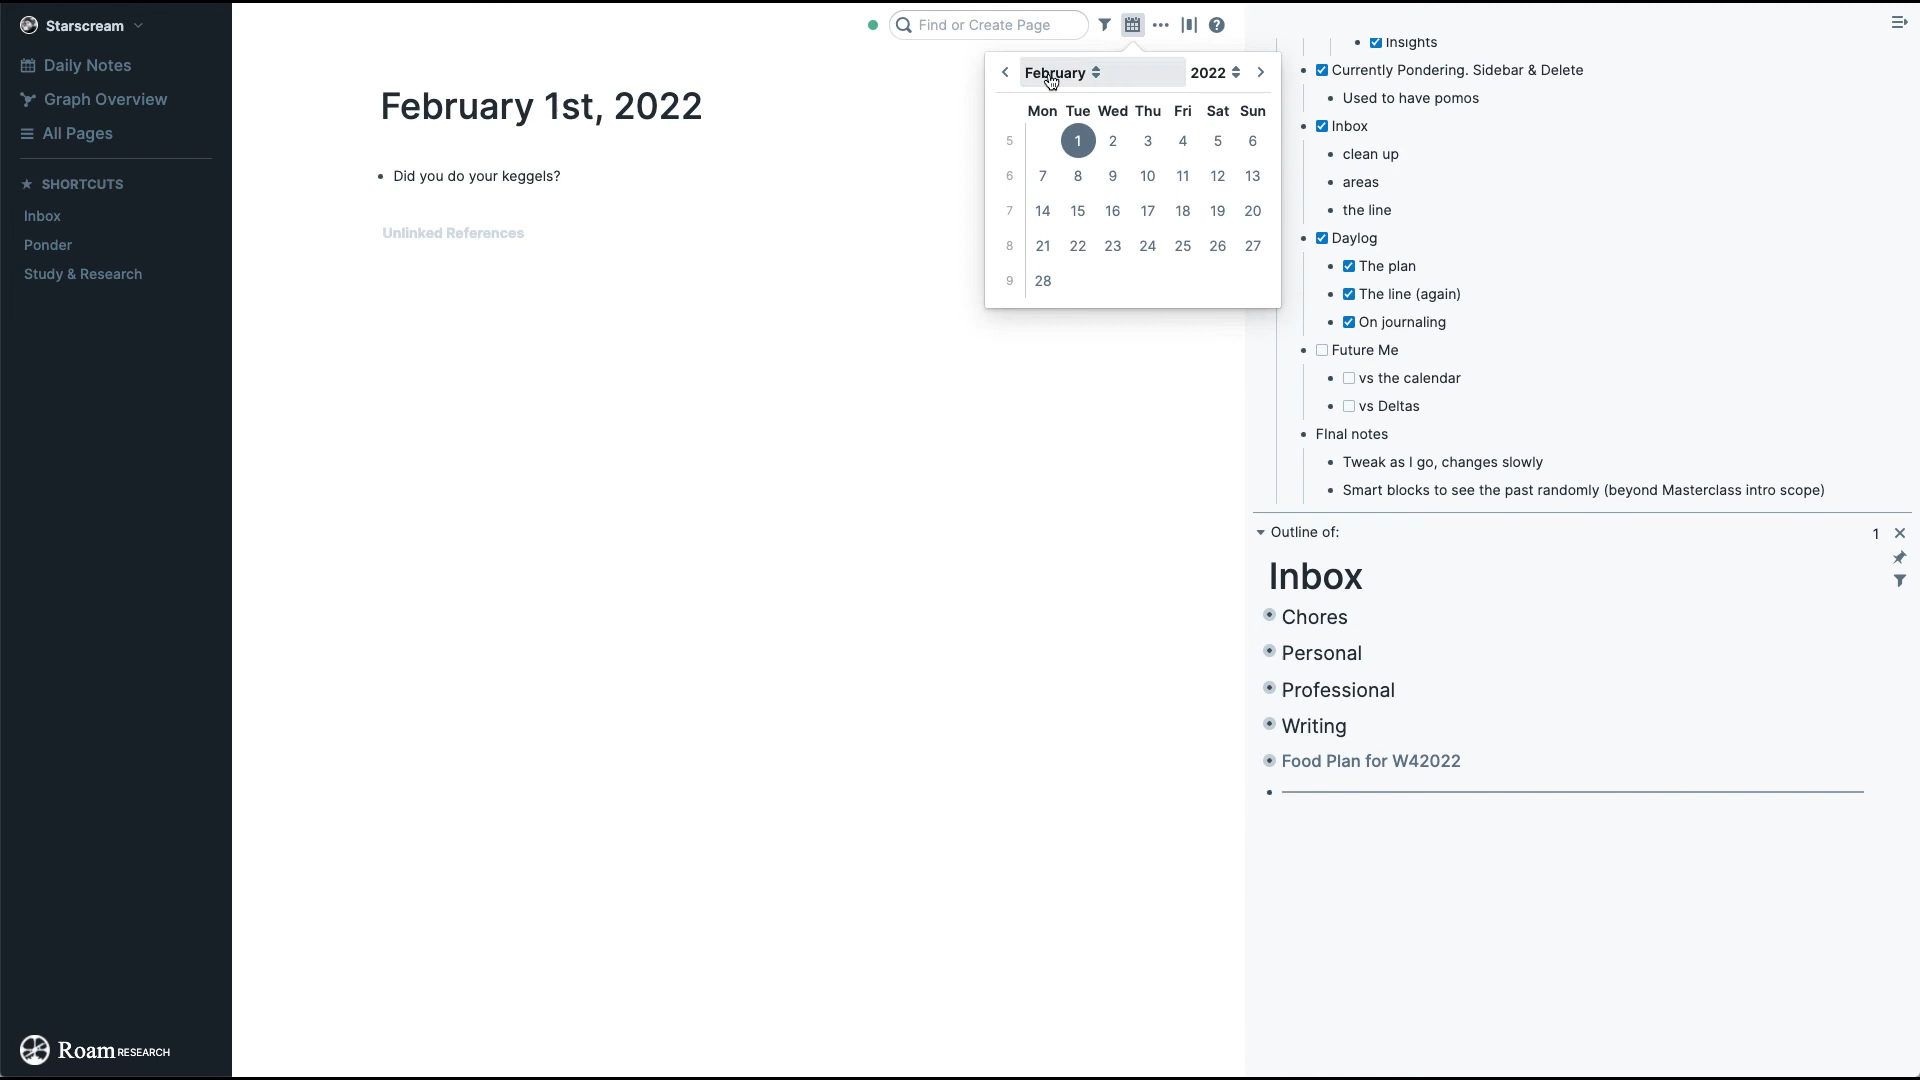 Starscream
Daily Notes
Graph Overview
All Pages
SHORTCUTS
Inbox
Ponder
Study & Research
Roam RESEARCH
Find or Create Page
February 1st, 2022
Did you do your keggels?
Unlinked References
February 2022
Mon Tue Wed Thu Fri Sat Sun
5 1 2 3 4 5 6
6 7 8 9 10 11 12 13
7 14 15 16 17 18 19 20
8 21 22 23 24 25 26 27
9 28
Insights
Currently Pondering. Sidebar & Delete
Used to have pomos
Inbox
clean up
areas
the line
Daylog
The plan
The line (again)
On journaling
Future Me
vs the calendar
vs Deltas
FInal notes
Tweak as I go, changes slowly
Smart blocks to see the past randomly (beyond Masterclass intro scope)
Outline of: 1
Inbox
Chores
Personal
Professional
Writing
Food Plan for W42022